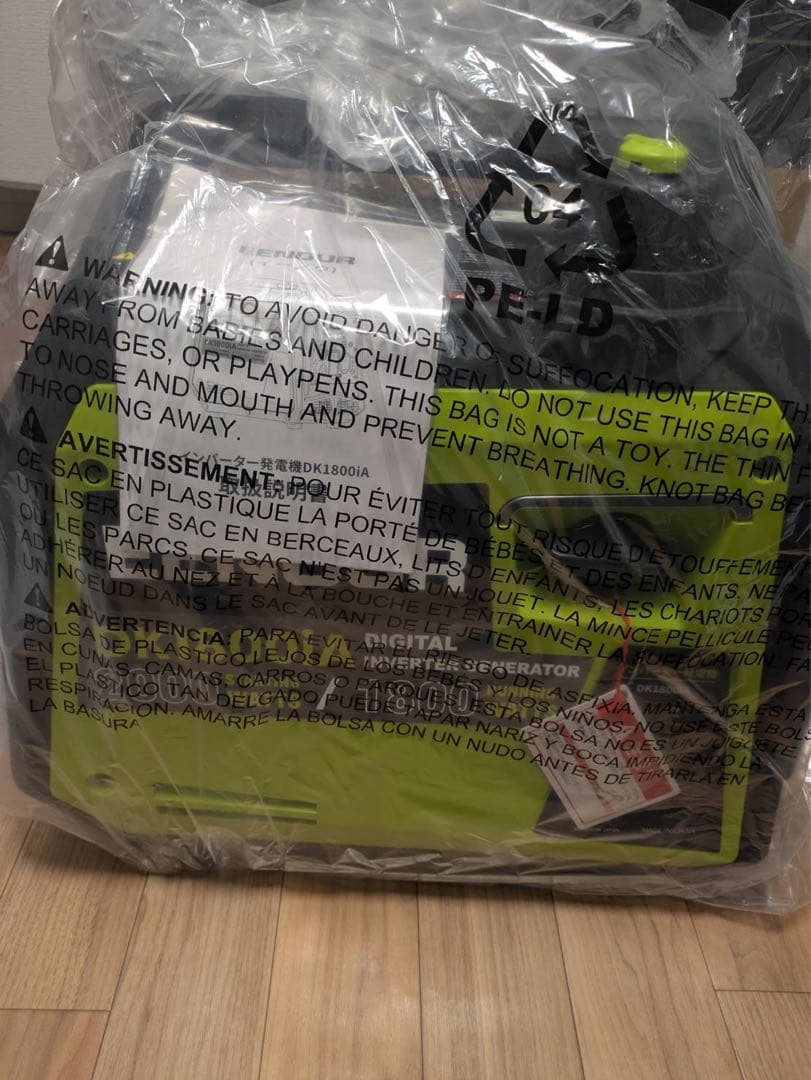 04
PE-LD
EENOUR
WARNING: TO AVOID DANGER OF SUFFOCATION, KEEP TH
AWAY FROM BABIES AND CHILDREN. DO NOT USE THIS BAG IN
CARRIAGES, OR PLAYPENS. THIS BAG IS NOT A TOY. THE THIN
TO NOSE AND MOUTH AND PREVENT BREATHING. KNOT BAG BE
THROWING AWAY.
インバーター発電機DK1800iA
取扱説明書
AVERTISSEMENT: POUR ÉVITER TOUT RISQUE D'ÉTOUFFEMEN
CE SAC EN PLASTIQUE LA PORTÉ DE BÉBÉS ET DES ENFANTS. NE PA
UTILISER CE SAC EN BERCEAUX, LITS D'ENFANTS, LES CHARIOTS
OU LES PARCS. CE SAC N'EST PAS UN JOUET. LA MINCE PELLICULE PE
ADHÉRER AU NEZ ET À LA BOUCHE ET ENTRAINER LA SUFFOCATION. FA
UN NOEUD DANS LE SAC AVANT DE LE JETER.
ADVERTENCIA: PARA EVITAR EL RIESGO DE ASFIXIA, MANTENGA ESTA
BOLSA DE PLASTICO LEJOS DE LOS BEBÉS Y LOS NIÑOS. NO USE ESTE BOLS
EN CUNAS, CAMAS, CARROS O PARQUES. ESTA BOLSA NO ES UN JUGUETE
EL PLASTICO TAN DELGADO PUEDE TAPAR NARIZ Y BOCA IMPIDIENDO LA
RESPIRACIÓN. AMARRE LA BOLSA CON UN NUDO ANTES DE TIRARLA EN
LA BASURA
DIGITAL
INVERTER GENERATOR
/ 1800